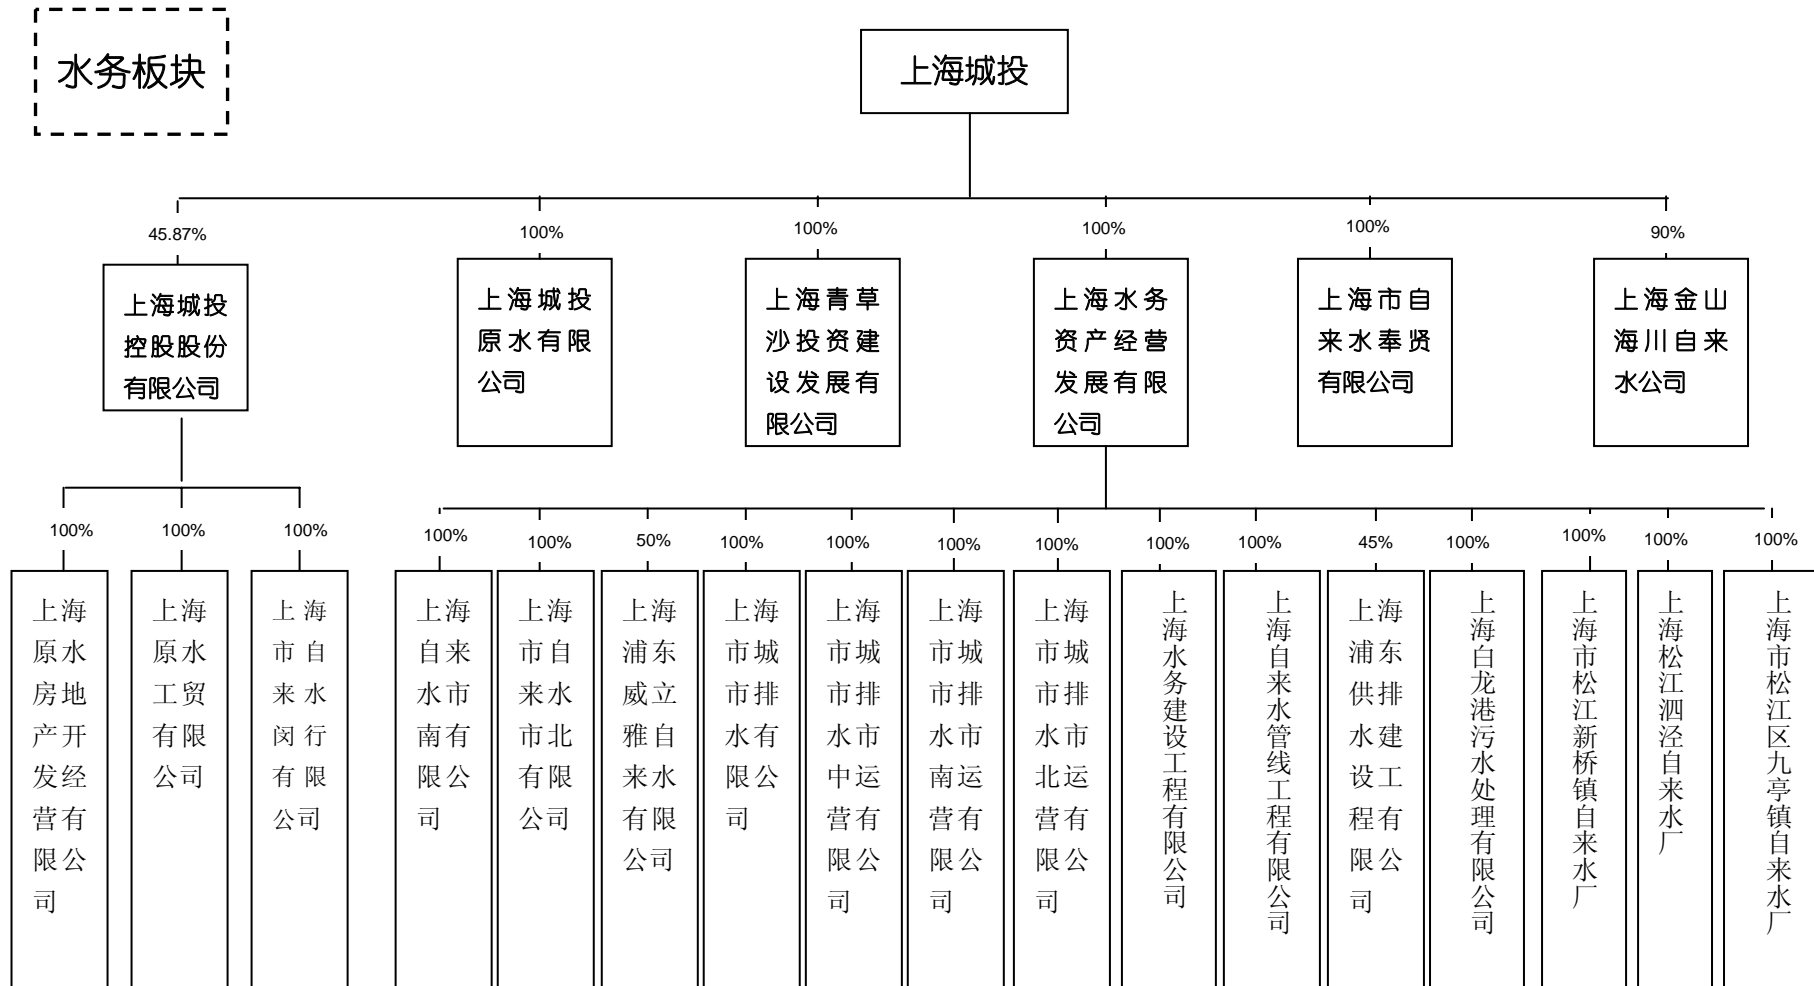 水务板块
上海城投
45.87%
100%
100%
100%
100%
90%
上海城投
控股股份
有限公司
上海城投
原水有限
公司
上海青草
沙投资建
设发展有
限公司
上海水务
资产经营
发展有限
公司
上海市自
来水奉贤
有限公司
上海金山
海川自来
水公司
100%
100%
100%
100%
100%
50%
100%
100%
100%
100%
100%
100%
45%
100%
100%
100%
100%
上海
原水
房地
产开
发经
营有
限公
司
上海
原水
工贸
有限
公司
上海
市自
来水
闵行
有限
公司
上海
自来
水市
南有
限公
司
上海
市自
来水
市北
有限
公司
上海
浦东
威立
雅自
来水
有限
公司
上海
市城
市排
水有
限公
司
上海
市城
市排
水市
中运
营有
限公
司
上海
市城
市排
水市
南运
营有
限公
司
上海
市城
市排
水市
北运
营有
限公
司
上海水务建设工程有限公司
上海自来水管线工程有限公司
上海
浦东
供排
水建
设工
程有
限公
司
上海白龙港污水处理有限公司
上海市松江新桥镇自来水厂
上海松江泗泾自来水厂
上海市松江区九亭镇自来水厂